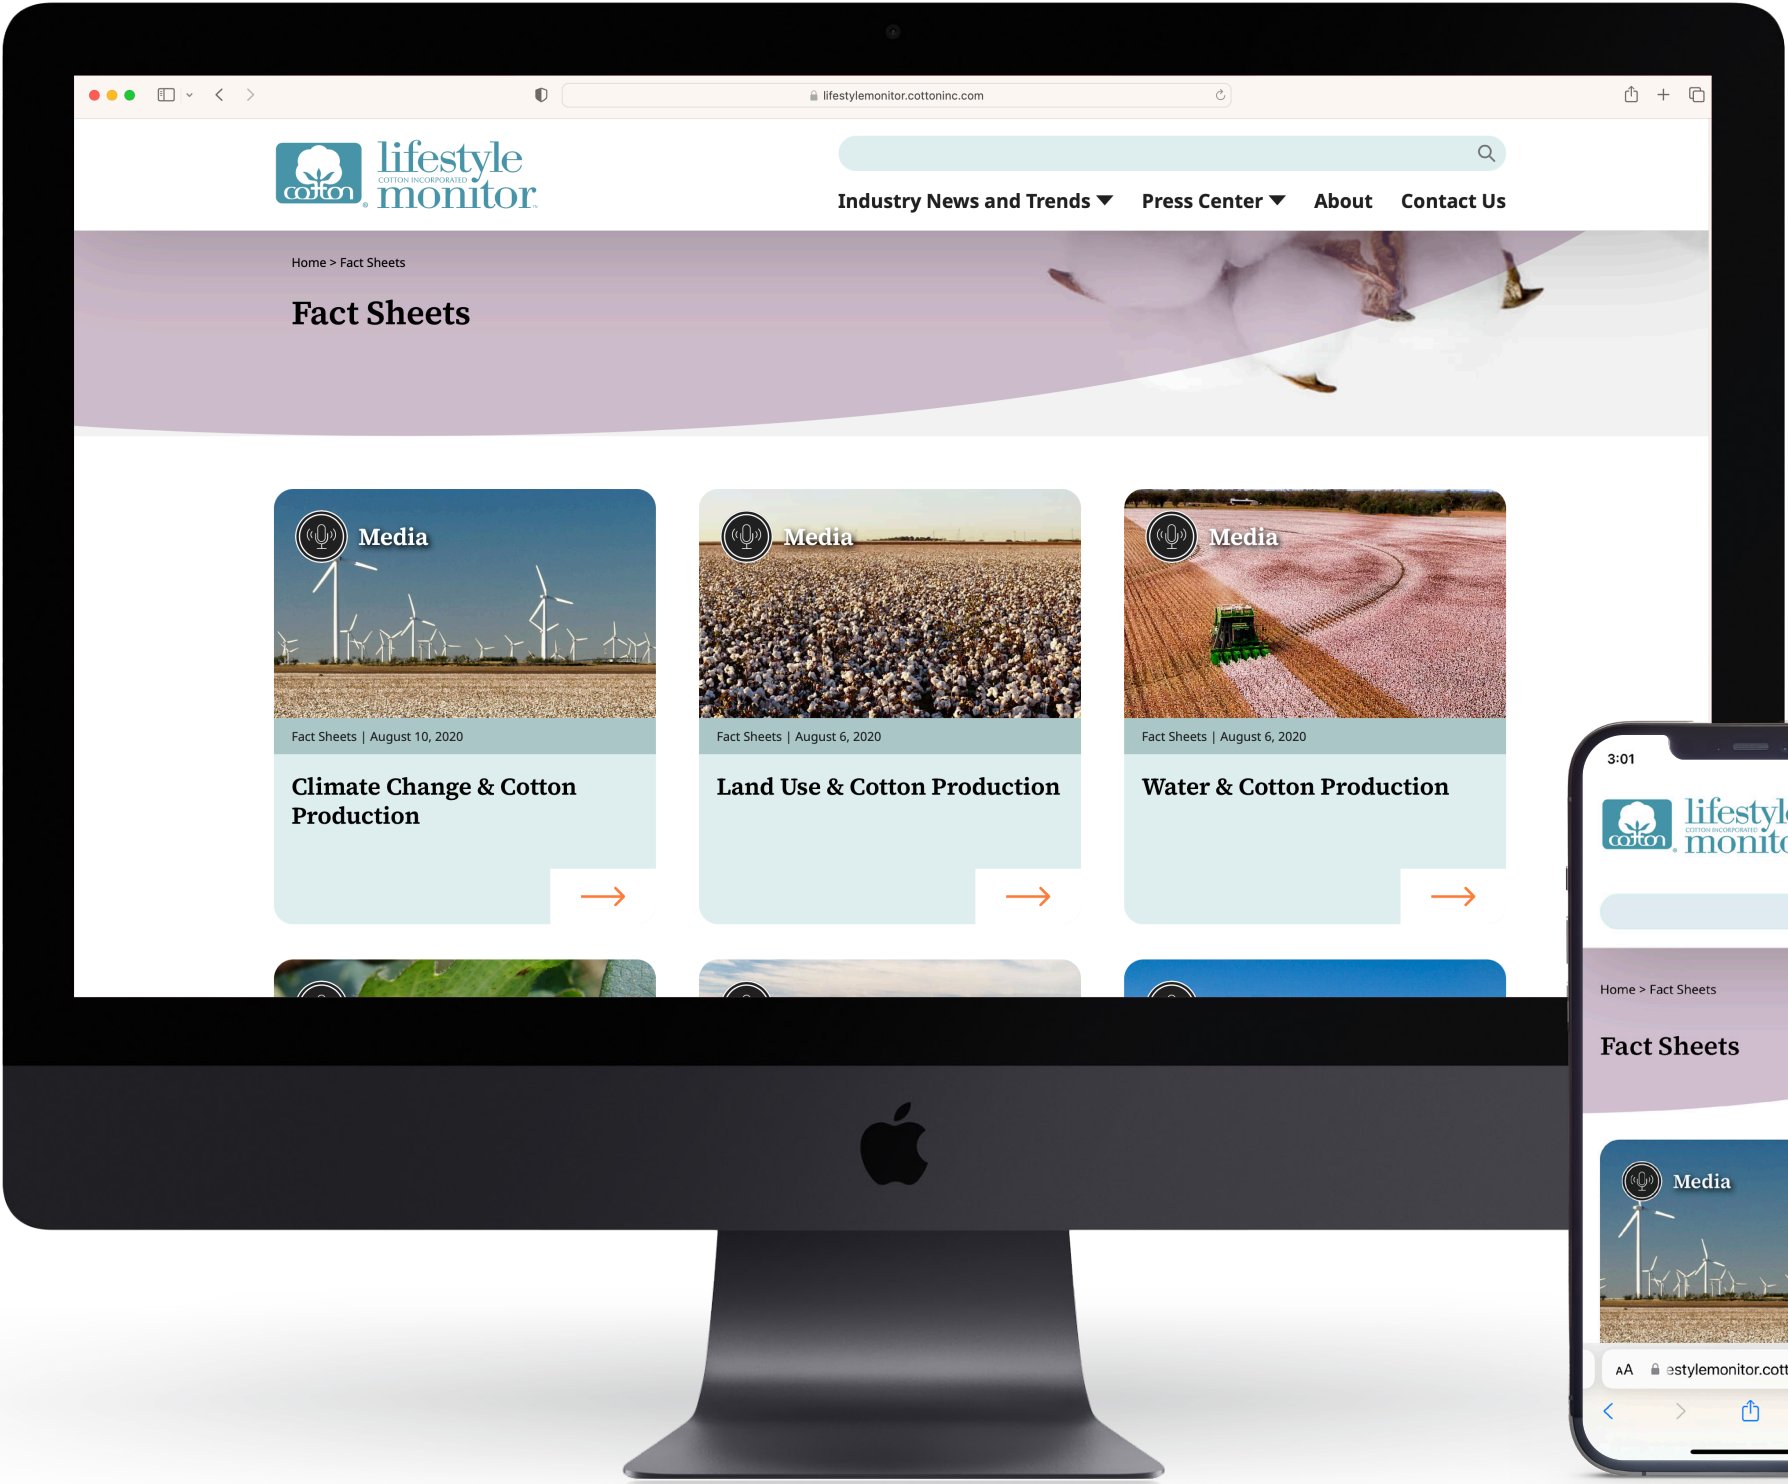 lifestylemonitor.cottoninc.com
cotton
®
lifestyle
COTTON INCORPORATED
monitor™
Industry News and Trends
Press Center
About
Contact Us
Home > Fact Sheets
Fact Sheets
Media
Media
Media
Fact Sheets | August 10, 2020
Fact Sheets | August 6, 2020
Fact Sheets | August 6, 2020
Climate Change & Cotton
Production
Land Use & Cotton Production
Water & Cotton Production
3:01
cotton
®
lifestyl
COTTON INCORPORATED
monito
Home > Fact Sheets
Fact Sheets
Media
AA
estylemonitor.cott